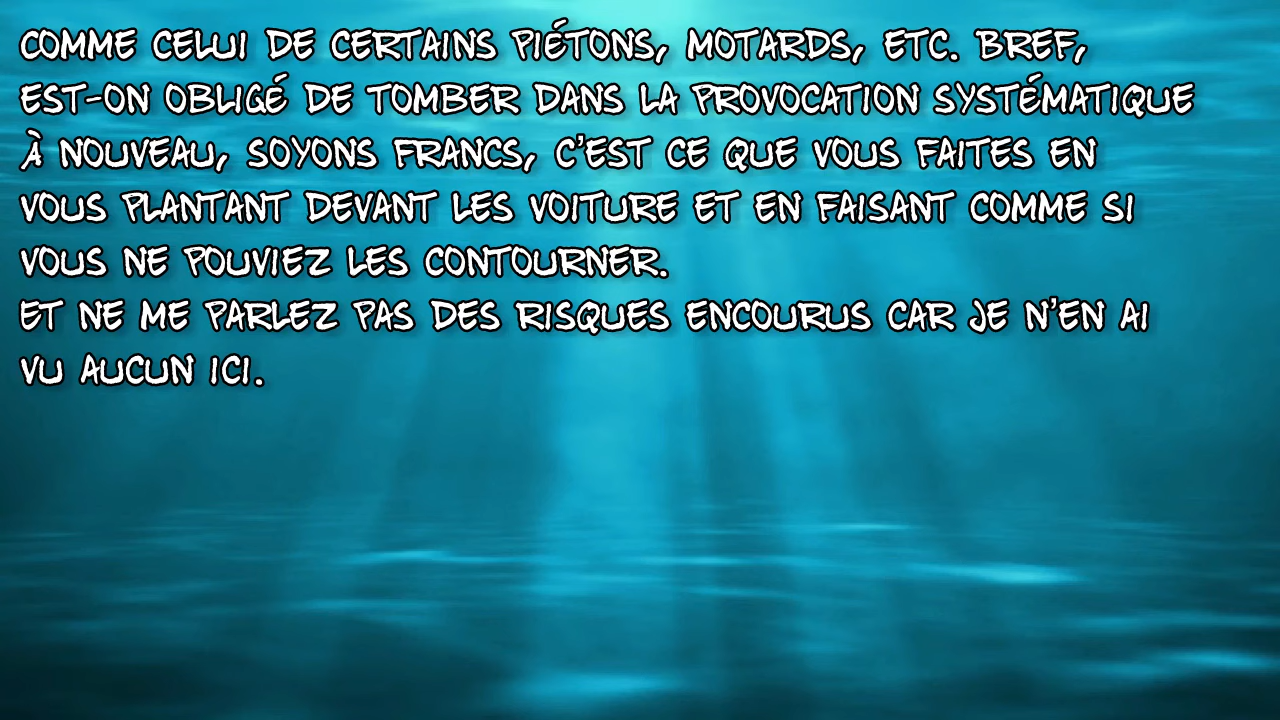 COMME CELUI DE CERTAINS PIÉTONS, MOTARDS, ETC. BREF,
EST-ON OBLIGÉ DE TOMBER DANS LA PROVOCATION SYSTÉMATIQUE
À NOUVEAU, SOYONS FRANCS, C'EST CE QUE VOUS FAITES EN
VOUS PLANTANT DEVANT LES VOITURE ET EN FAISANT COMME SI
VOUS NE POUVIEZ LES CONTOURNER.
ET NE ME PARLEZ PAS DES RISQUES ENCOURUS CAR JE N'EN AI
VU AUCUN ICI.